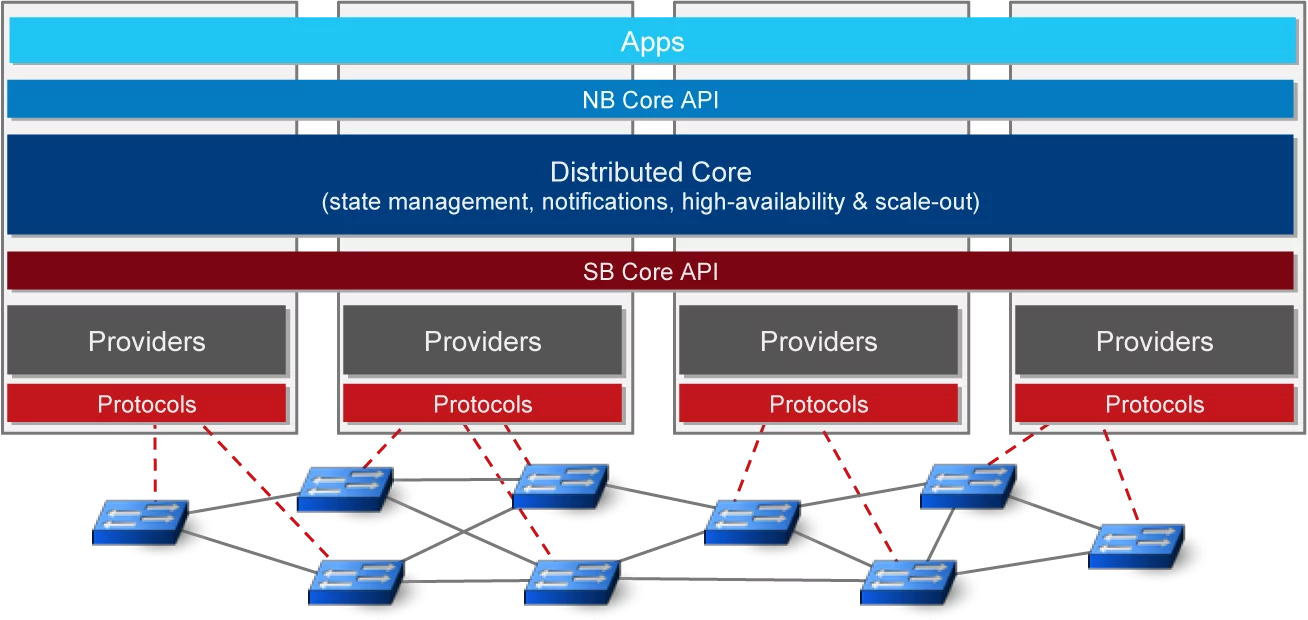 Apps
NB Core API
Distributed Core
(state management, notifications, high-availability & scale-out)
SB Core API
Providers
Providers
Providers
Providers
Protocols
Protocols
Protocols
Protocols